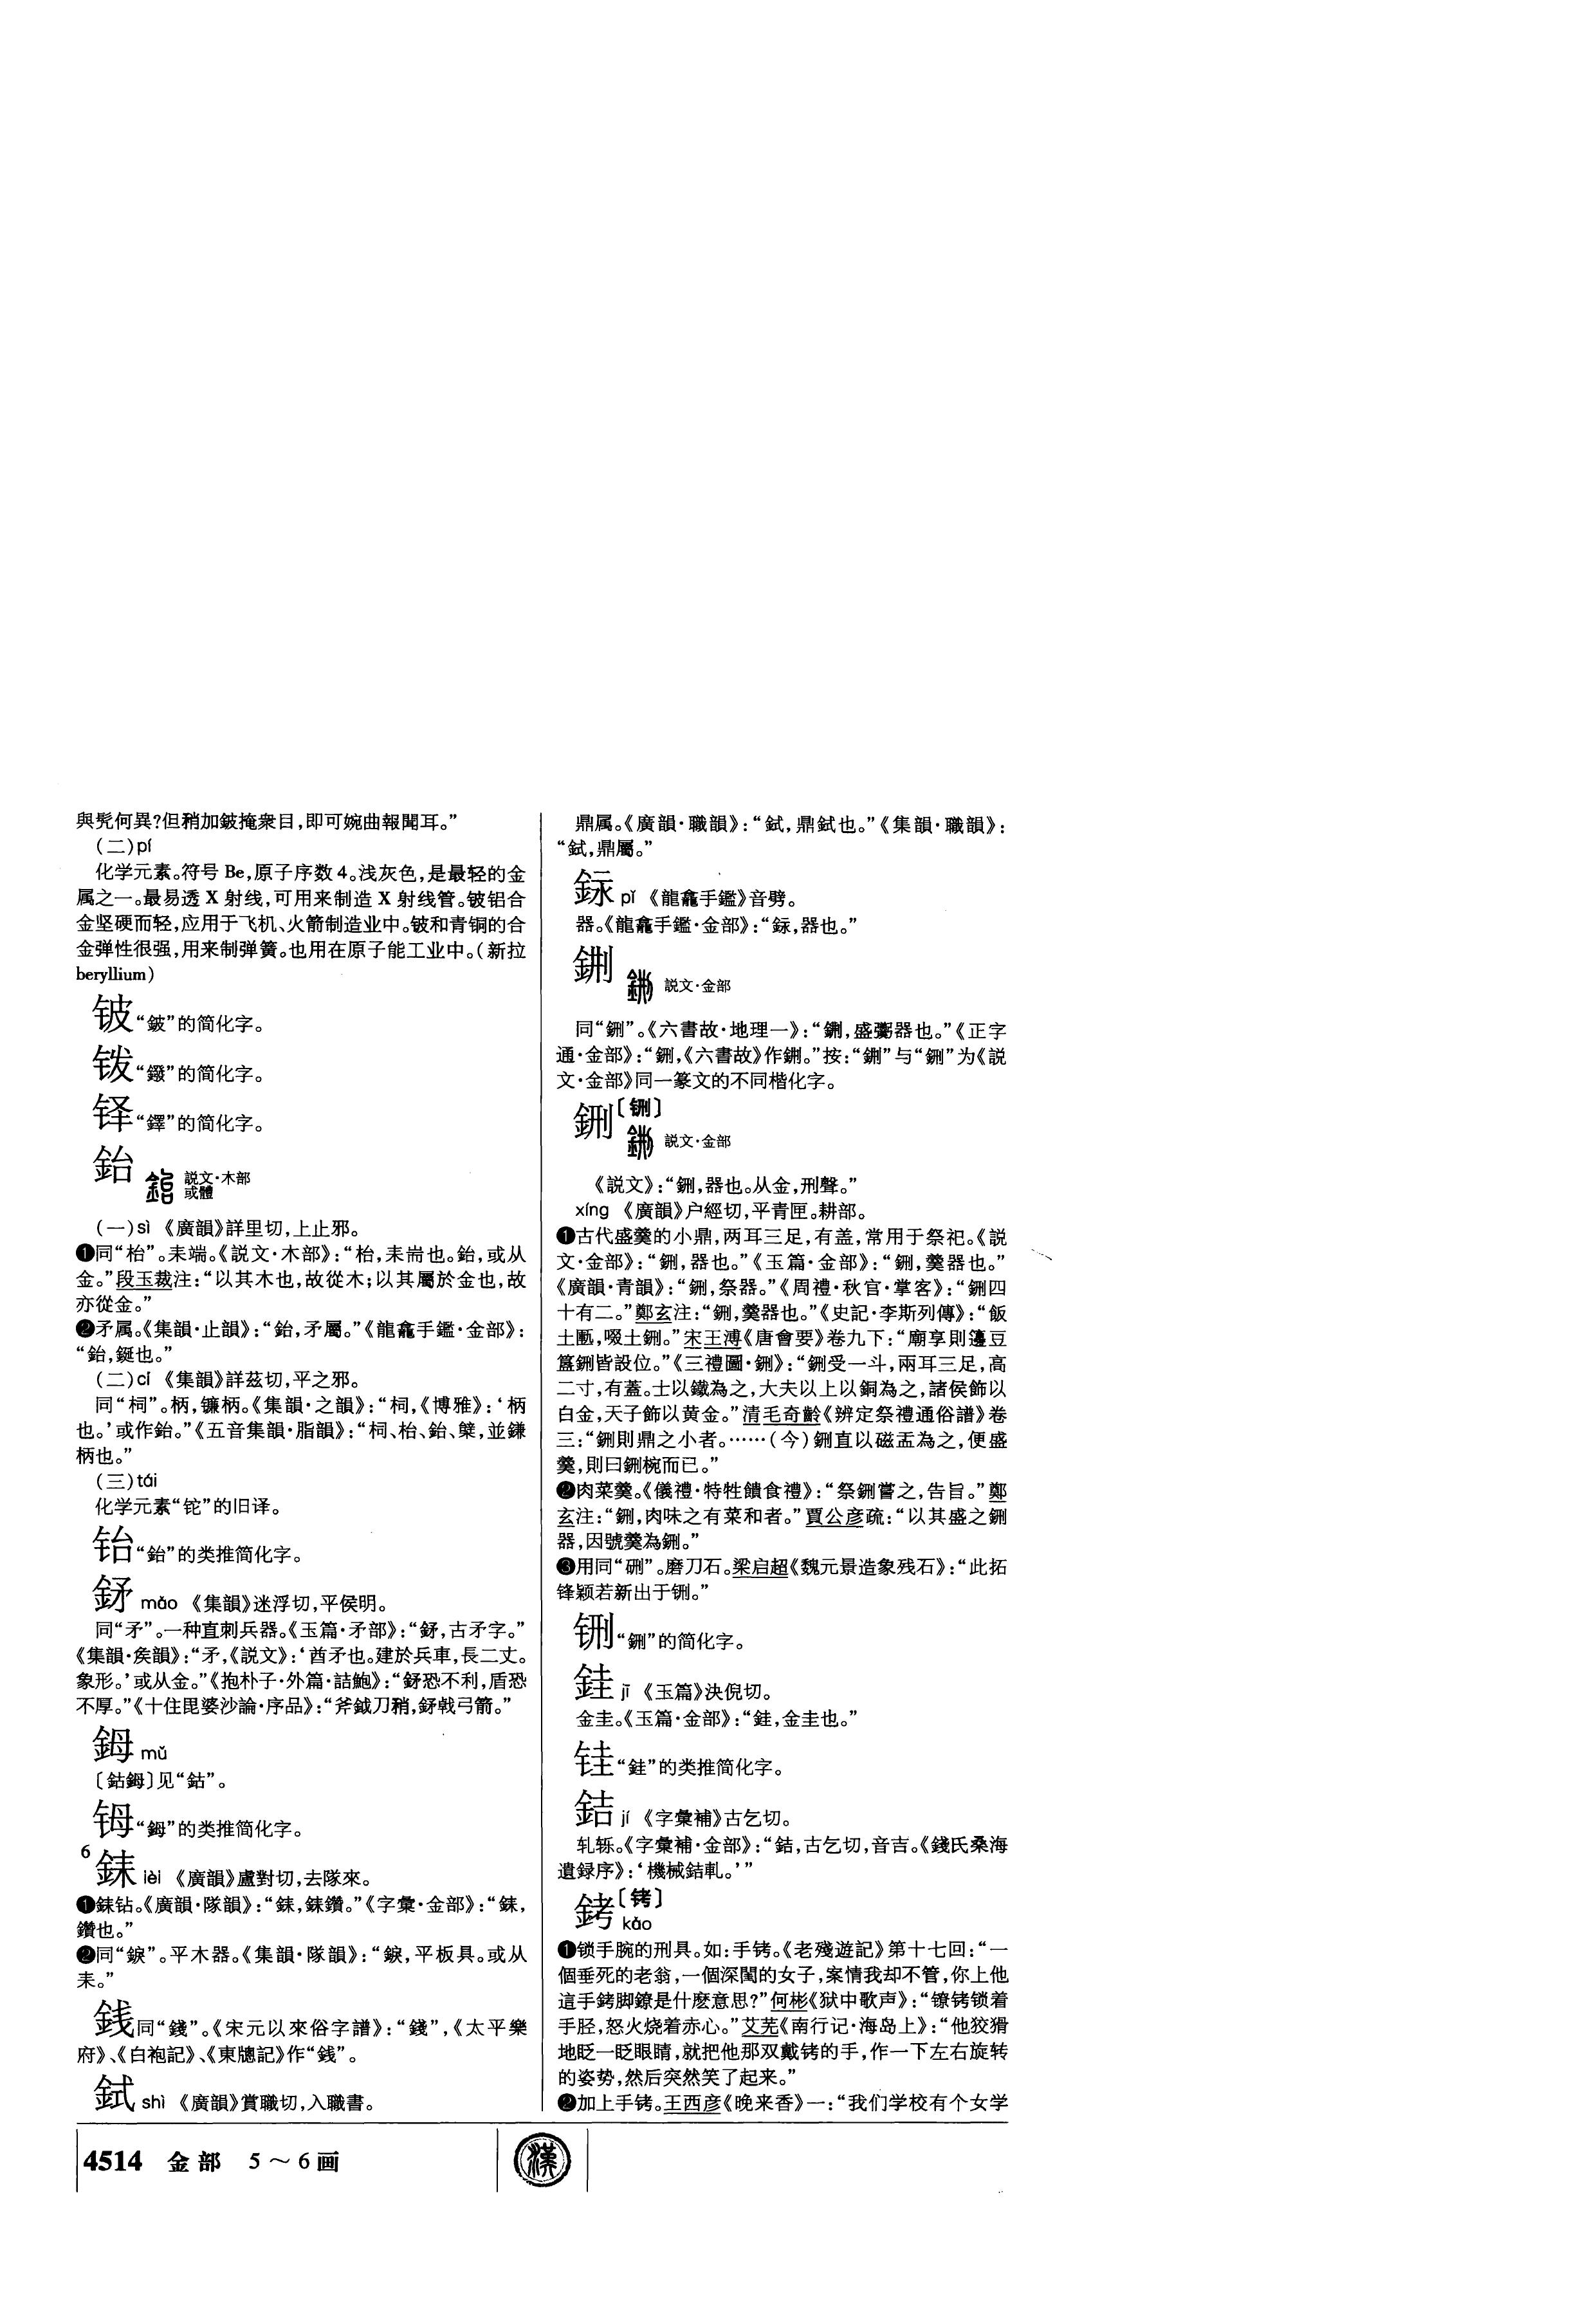 與髡何異?但稍加鈹掩衆目,即可婉曲報聞耳。”
(二)pí
化学元素。符号 Be,原子序数 4。浅灰色,是最轻的金
属之一。最易透 X 射线,可用来制造 X 射线管。铍铝合
金坚硬而轻,应用于飞机、火箭制造业中。铍和青铜的合
金弹性很强,用来制弹簧。也用在原子能工业中。(新拉
beryllium)
铍“鈹”的简化字。
䥽“鏺”的简化字。
铎“鐸”的简化字。
鈶 説文·木部
或體
(一)sì 《廣韻》詳里切,上止邪。
❶同“枱”。耒端。《説文·木部》:“枱,耒耑也。鈶,或从
金。”段玉裁注:“以其木也,故從木;以其屬於金也,故
亦從金。”
❷矛属。《集韻·止韻》:“鈶,矛屬。”《龍龕手鑑·金部》:
“鈶,鋋也。”
(二)cí 《集韻》詳茲切,平之邪。
同“柌”。柄,镰柄。《集韻·之韻》:“柌,《博雅》:‘柄
也。’或作鈶。”《五音集韻·脂韻》:“柌、枱、鈶、並鎌
柄也。”
(三)tái
化学元素“铊”的旧译。
“鈶”的类推简化字。
鉾 máo 《集韻》迷浮切,平侯明。
同“矛”。一种直刺兵器。《玉篇·矛部》:“古矛字。”
《集韻·矦韻》:“矛,《説文》:‘酋矛也。建於兵車,長二丈。
象形。’或从金。”《抱朴子·外篇·詰鮑》:“恐不利,盾恐
不厚。”《十住毘婆沙論·序品》:“斧鉞刀矟,戟弓箭。”
鉧 mǔ
〔鈷鉧〕见“鈷”。
“鉧”的类推简化字。
6
銇 lèi 《廣韻》盧對切,去隊來。
❶銇钻。《廣韻·隊韻》:“銇,銇鑽。”《字彙·金部》:“銇,
鑽也。”
❷同“錑”。平木器。《集韻·隊韻》:“錑,平板具。或从
耒。”
銭同“錢”。《宋元以來俗字譜》:“錢”,《太平樂
府》、《白袍記》、《東牕記》作“銭”。
鉽 shì 《廣韻》賞職切,入職書。
鼎属。《廣韻·職韻》:“鉽,鼎鉽也。”《集韻·職韻》:
“鉽,鼎屬。”
pǐ 《龍龕手鑑》音劈。
器。《龍龕手鑑·金部》:“器也。”
説文·金部
同“鉶”。《六書故·地理一》:“盛器也。”《正字
通·金部》:“鉶,《六書故》作。”按:“”与“鉶”为《説
文·金部》同一篆文的不同楷化字。
鉶〔铏〕
説文·金部
《説文》:“鉶,器也。从金,刑聲。”
xíng 《廣韻》户經切,平青匣。耕部。
❶古代盛羹的小鼎,两耳三足,有盖,常用于祭祀。《説
文·金部》:“鉶,器也。”《玉篇·金部》:“鉶,羹器也。”
《廣韻·青韻》:“鉶,祭器。”《周禮·秋官·掌客》:“鉶四
十有二。”鄭玄注:“鉶,羹器也。”《史記·李斯列傳》:“飯
土匭,啜土鉶。”宋王溥《唐會要》卷九下:“廟享則籩豆
簋鉶皆設位。”《三禮圖·鉶》:“鉶受一斗,兩耳三足,高
二寸,有蓋。士以鐵為之,大夫以上以銅為之,諸侯飾以
白金,天子飾以黄金。”清毛奇齡《辨定祭禮通俗譜》卷
三:“鉶則鼎之小者。……(今)鉶直以磁盂為之,便盛
羹,則曰鉶椀而已。”
❷肉菜羹。《儀禮·特牲饋食禮》:“祭鉶嘗之,告旨。”鄭
玄注:“鉶,肉味之有菜和者。”賈公彦疏:“以其盛之鉶
器,因號羹為鉶。”
❸用同“硎”。磨刀石。梁启超《魏元景造象残石》:“此拓
锋颖若新出于铏。”
铏“鉶”的简化字。
銈 jī 《玉篇》決倪切。
金圭。《玉篇·金部》:“銈,金圭也。”
“銈”的类推简化字。
銡 jí 《字彙補》古乞切。
轧轹。《字彙補·金部》:“銡,古乞切,音吉。《錢氏桑海
遺録序》:‘機械銡軋。’”
銬〔铐〕
kào
❶锁手腕的刑具。如:手铐。《老殘遊記》第十七回:“一
個垂死的老翁,一個深閨的女子,案情我却不管,你上他
這手銬脚鐐是什麽意思?”何彬《狱中歌声》:“镣铐锁着
手胫,怒火烧着赤心。”艾芜《南行记·海岛上》:“他狡猾
地眨一眨眼睛,就把他那双戴铐的手,作一下左右旋转
的姿势,然后突然笑了起来。”
❷加上手铐。王西彦《晚来香》一:“我们学校有个女学
4514 金部 5～6画
漢